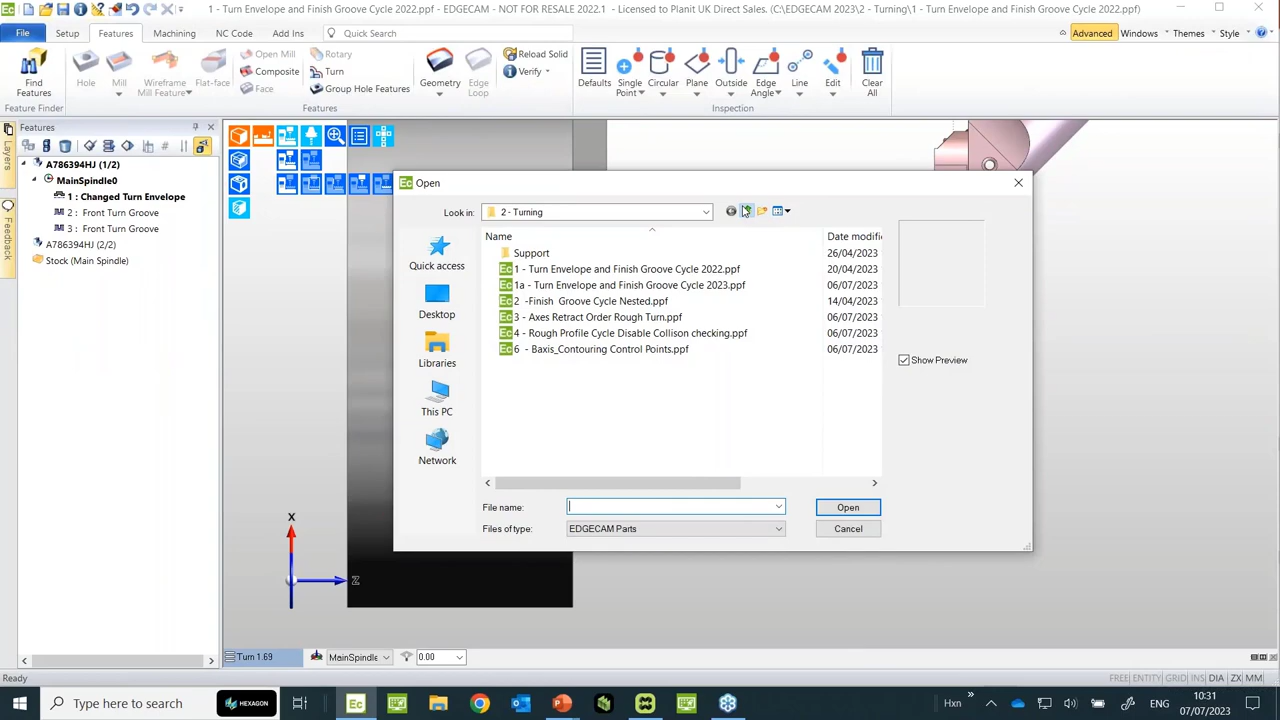 1 - Turn Envelope and Finish Groove Cycle 2022.ppf - EDGECAM - NOT FOR RESALE 2022.1 - Licensed to Planit UK Direct Sales. (C:\EDGECAM 2023\2 - Turning\1 - Turn Envelope and Finish Groove Cycle 2022.ppf)
File Setup Features Machining NC Code Add Ins Quick Search Advanced Windows Themes Style
Find Features
Hole
Mill
Wireframe Mill Feature
Flat-face
Open Mill
Composite
Face
Rotary
Turn
Group Hole Features
Geometry
Edge Loop
Reload Solid
Verify
Defaults
Single Point
Circular
Plane
Outside
Edge Angle
Line
Edit
Clear All
Feature Finder Features Inspection
Layers
Feedback
Features
A786394HJ (1/2)
MainSpindle0
1 : Changed Turn Envelope
2 : Front Turn Groove
3 : Front Turn Groove
A786394HJ (2/2)
Stock (Main Spindle)
Ec Open
Look in: 2 - Turning
Quick access
Desktop
Libraries
This PC
Network
Name Date modifi
Support 26/04/2023
Ec 1 - Turn Envelope and Finish Groove Cycle 2022.ppf 20/04/2023
Ec 1a - Turn Envelope and Finish Groove Cycle 2023.ppf 06/07/2023
Ec 2 -Finish Groove Cycle Nested.ppf 14/04/2023
Ec 3 - Axes Retract Order Rough Turn.ppf 06/07/2023
Ec 4 - Rough Profile Cycle Disable Collison checking.ppf 06/07/2023
Ec 6 - Baxis_Contouring Control Points.ppf 06/07/2023
Show Preview
File name: Open
Files of type: EDGECAM Parts Cancel
X
Z
Turn 1.69 MainSpindle 0.00
Ready FREE ENTITY GRID INS DIA ZX MM
Type here to search HEXAGON Ec Hxn ENG 10:31
07/07/2023